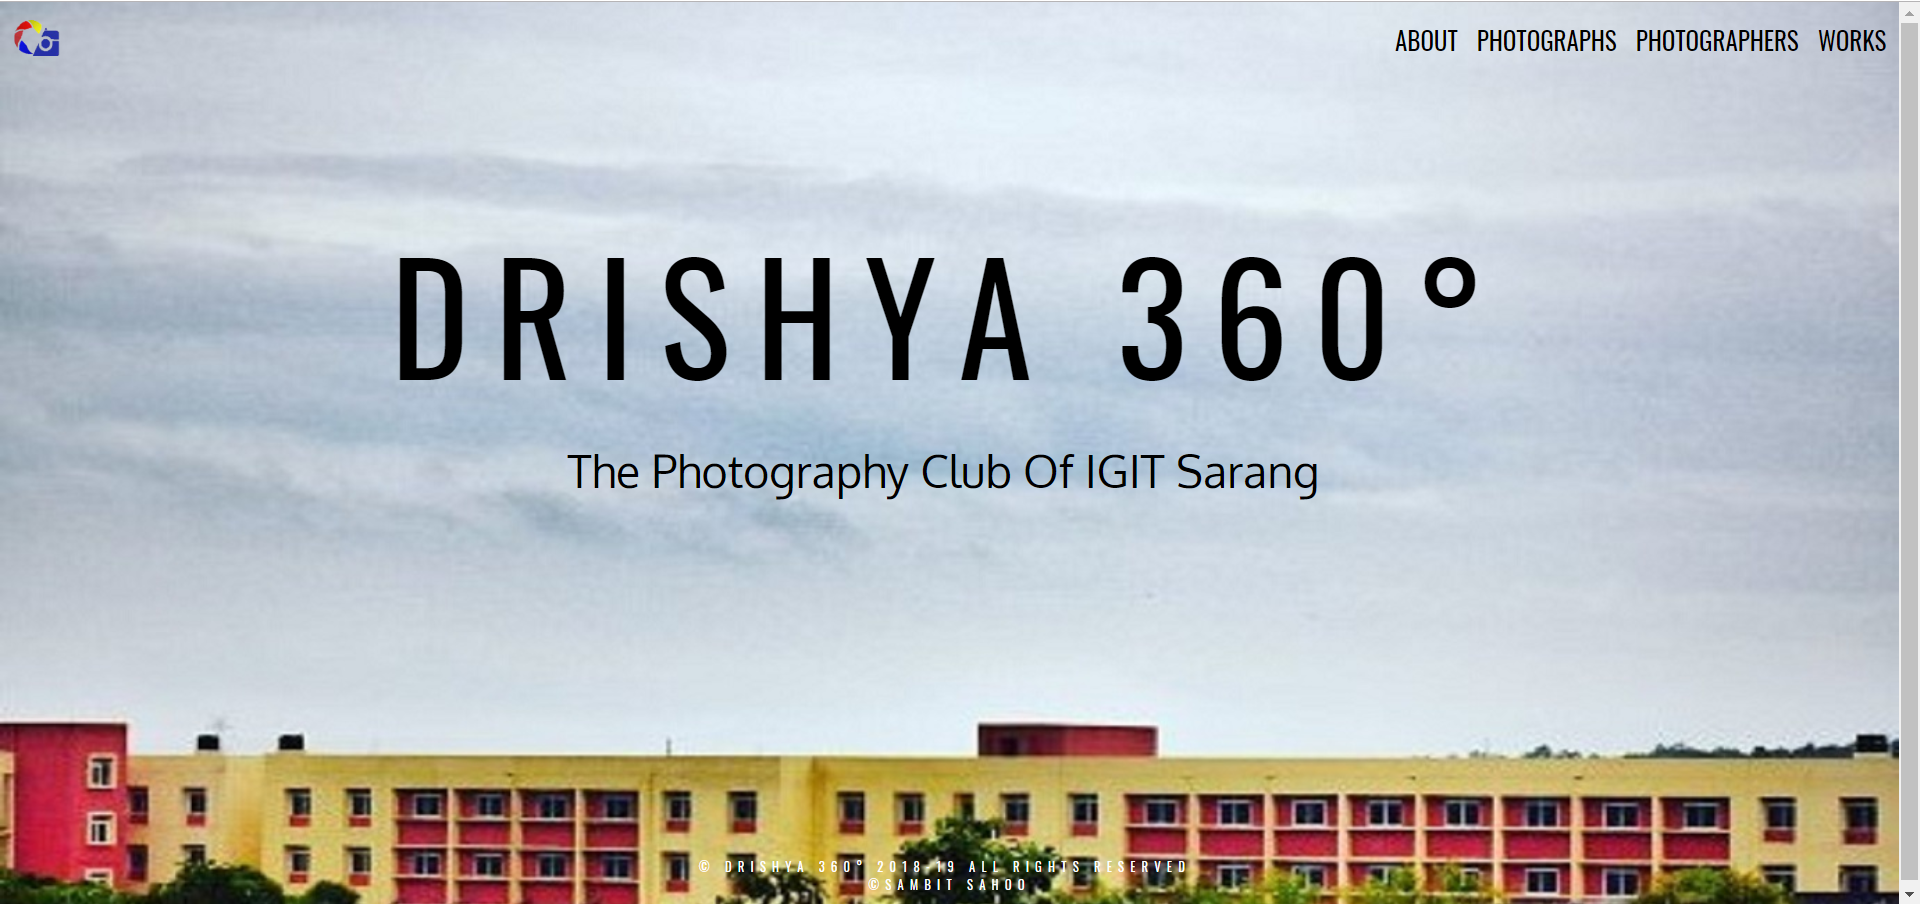 ABOUT PHOTOGRAPHS PHOTOGRAPHERS WORKS
DRISHYA 360°
The Photography Club Of IGIT Sarang
© DRISHYA 360° 2018-19 ALL RIGHTS RESERVED
©SAMBIT SAHOO